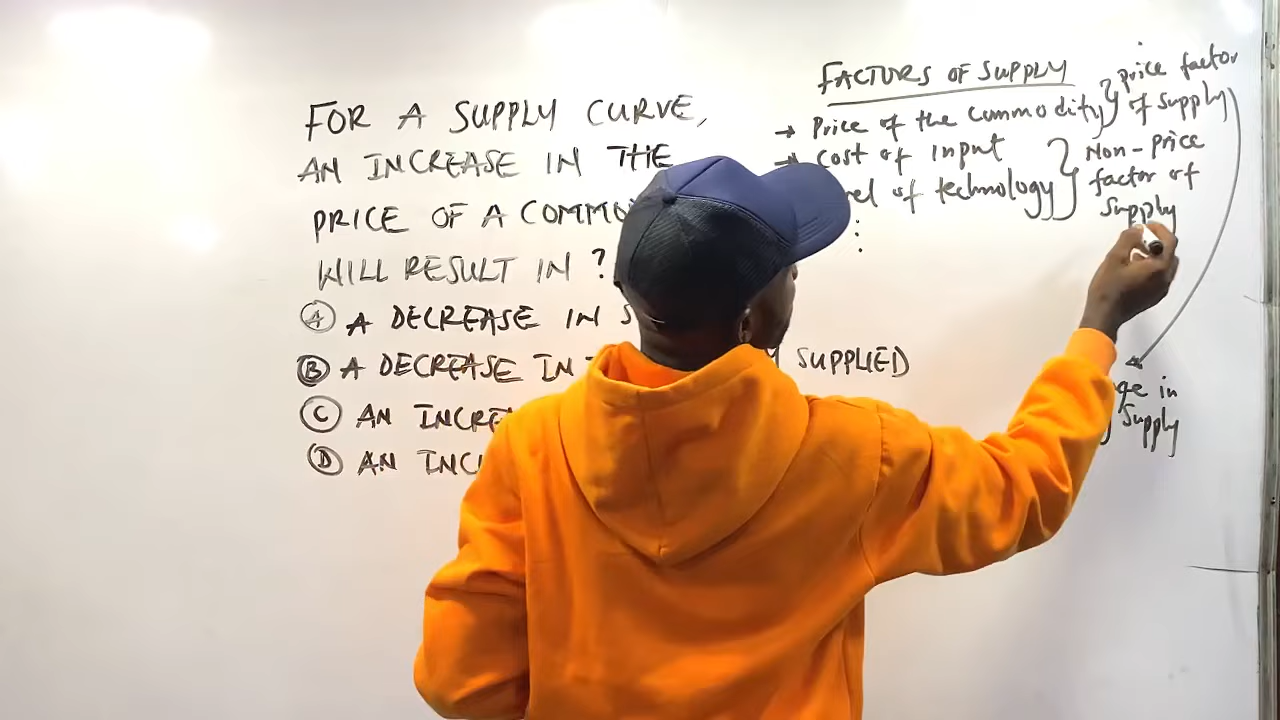 FOR A SUPPLY CURVE,
AN INCREASE IN THE
PRICE OF A COMMO
WILL RESULT IN ?
A A DECREASE IN S
B A DECREASE IN SUPPLIED
C AN INCRE
D AN INC
FACTORS OF SUPPLY
→ Price of the Commodity } price factor
of supply
→ Cost of input
of technology } Non-price
factor of
Supply
in
Supply